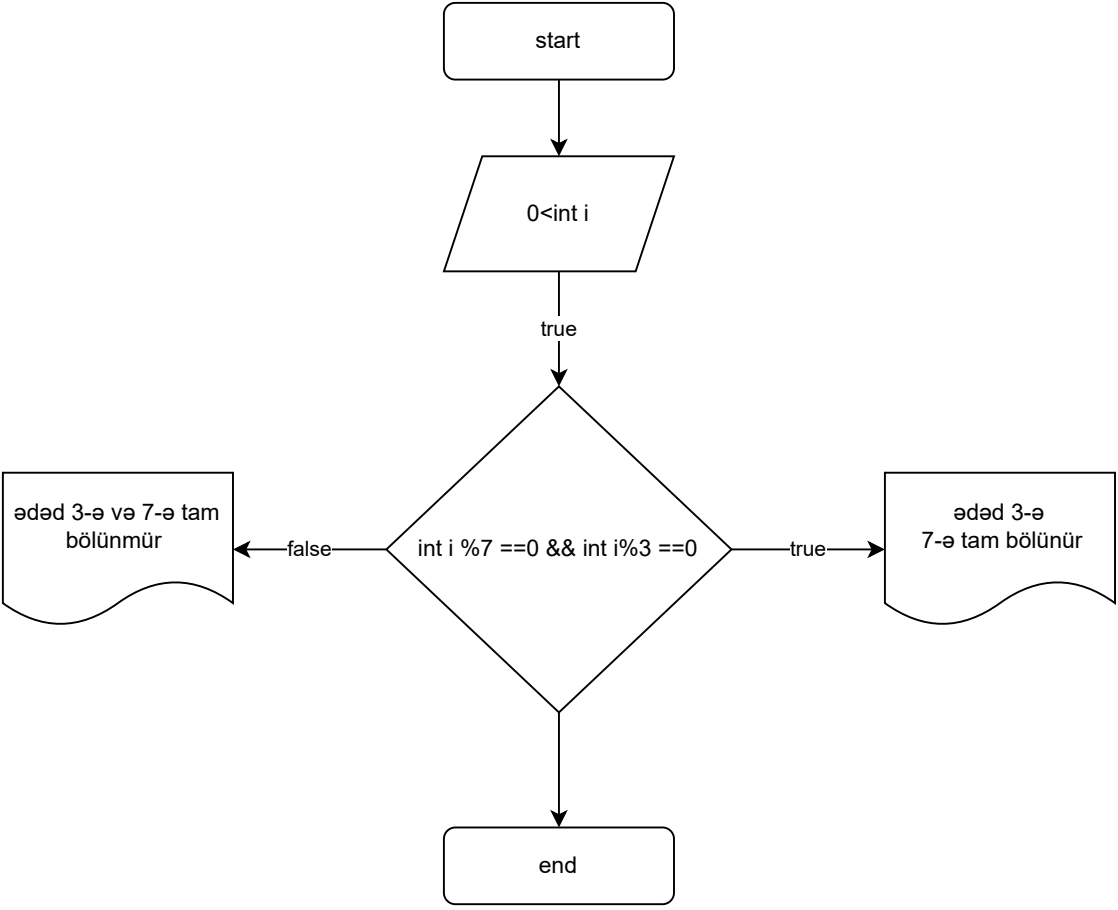 start
0<int i
true
ədəd 3-ə və 7-ə tam
bölünmür
false
int i %7 ==0 && int i%3 ==0
true
ədəd 3-ə
7-ə tam bölünür
end